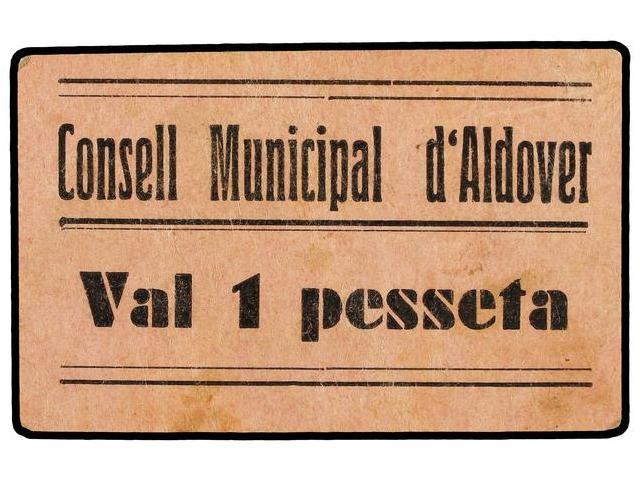 Consell Municipal d‘Aldover
Val 1 pesseta